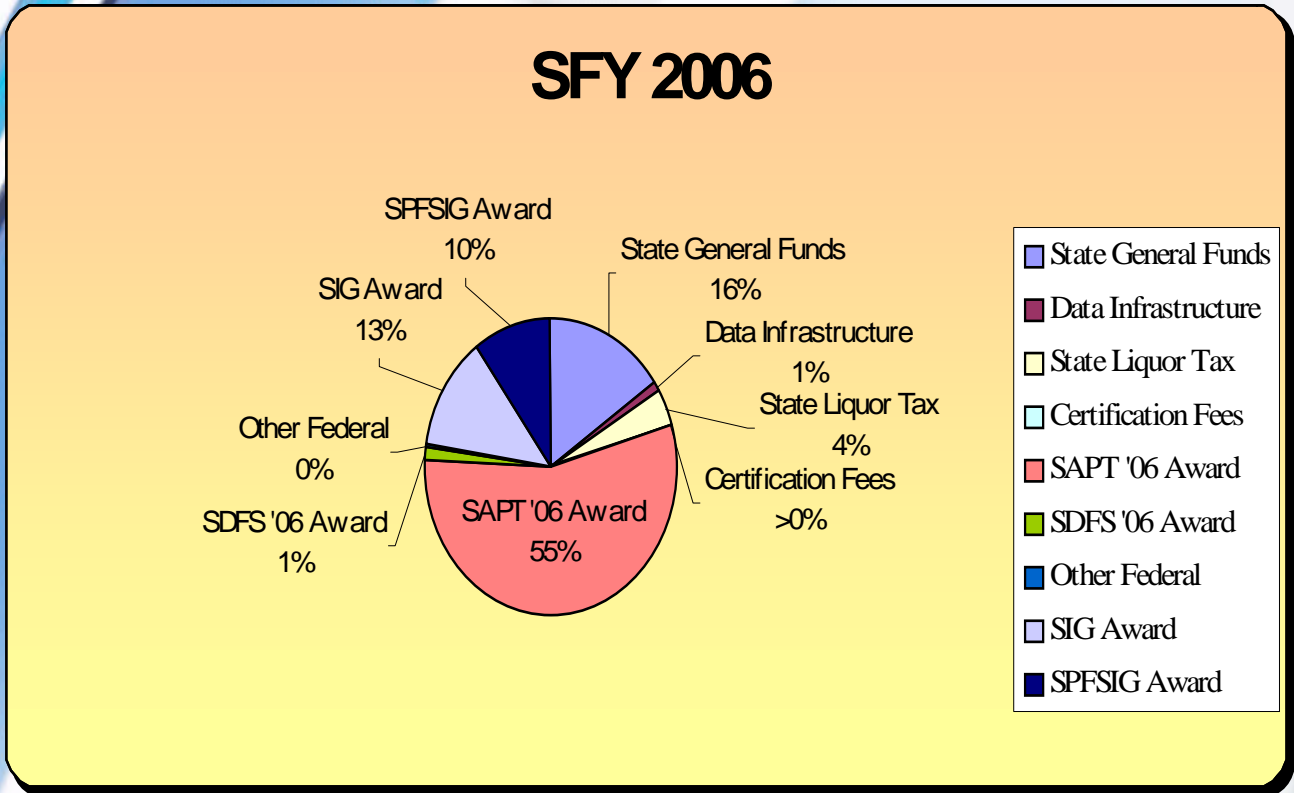 SFY 2006
SPFSIG Award
10%
State General Funds
16%
SIG Award
13%
Data Infrastructure
1%
State Liquor Tax
4%
Other Federal
0%
Certification Fees
>0%
SAPT '06 Award
55%
SDFS '06 Award
1%
State General Funds
Data Infrastructure
State Liquor Tax
Certification Fees
SAPT '06 Award
SDFS '06 Award
Other Federal
SIG Award
SPFSIG Award